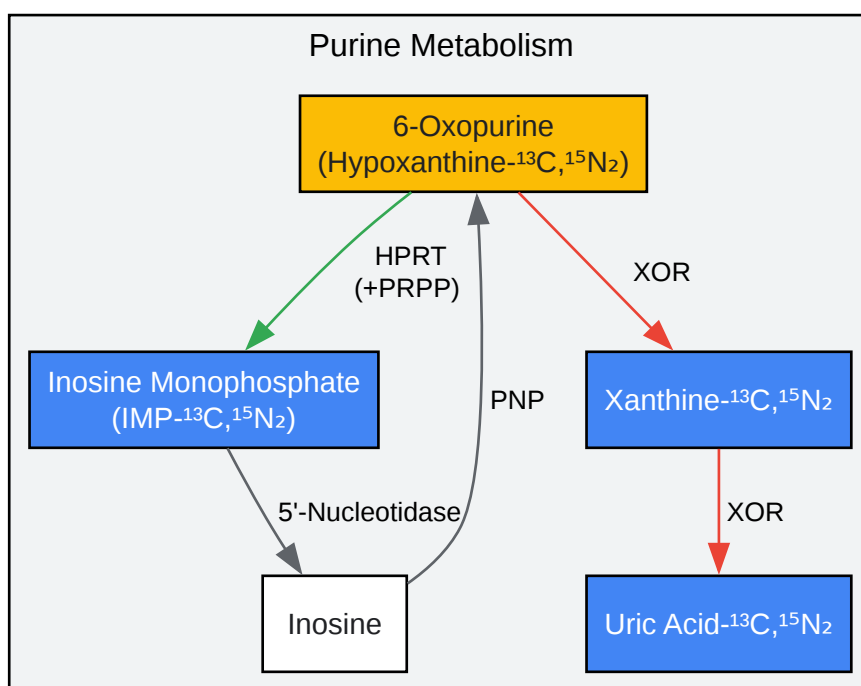 Purine Metabolism
6-Oxopurine
(Hypoxanthine-¹³C,¹⁵N₂)
HPRT
(+PRPP)
XOR
Inosine Monophosphate
(IMP-¹³C,¹⁵N₂)
PNP
Xanthine-¹³C,¹⁵N₂
5'-Nucleotidase
XOR
Inosine
Uric Acid-¹³C,¹⁵N₂